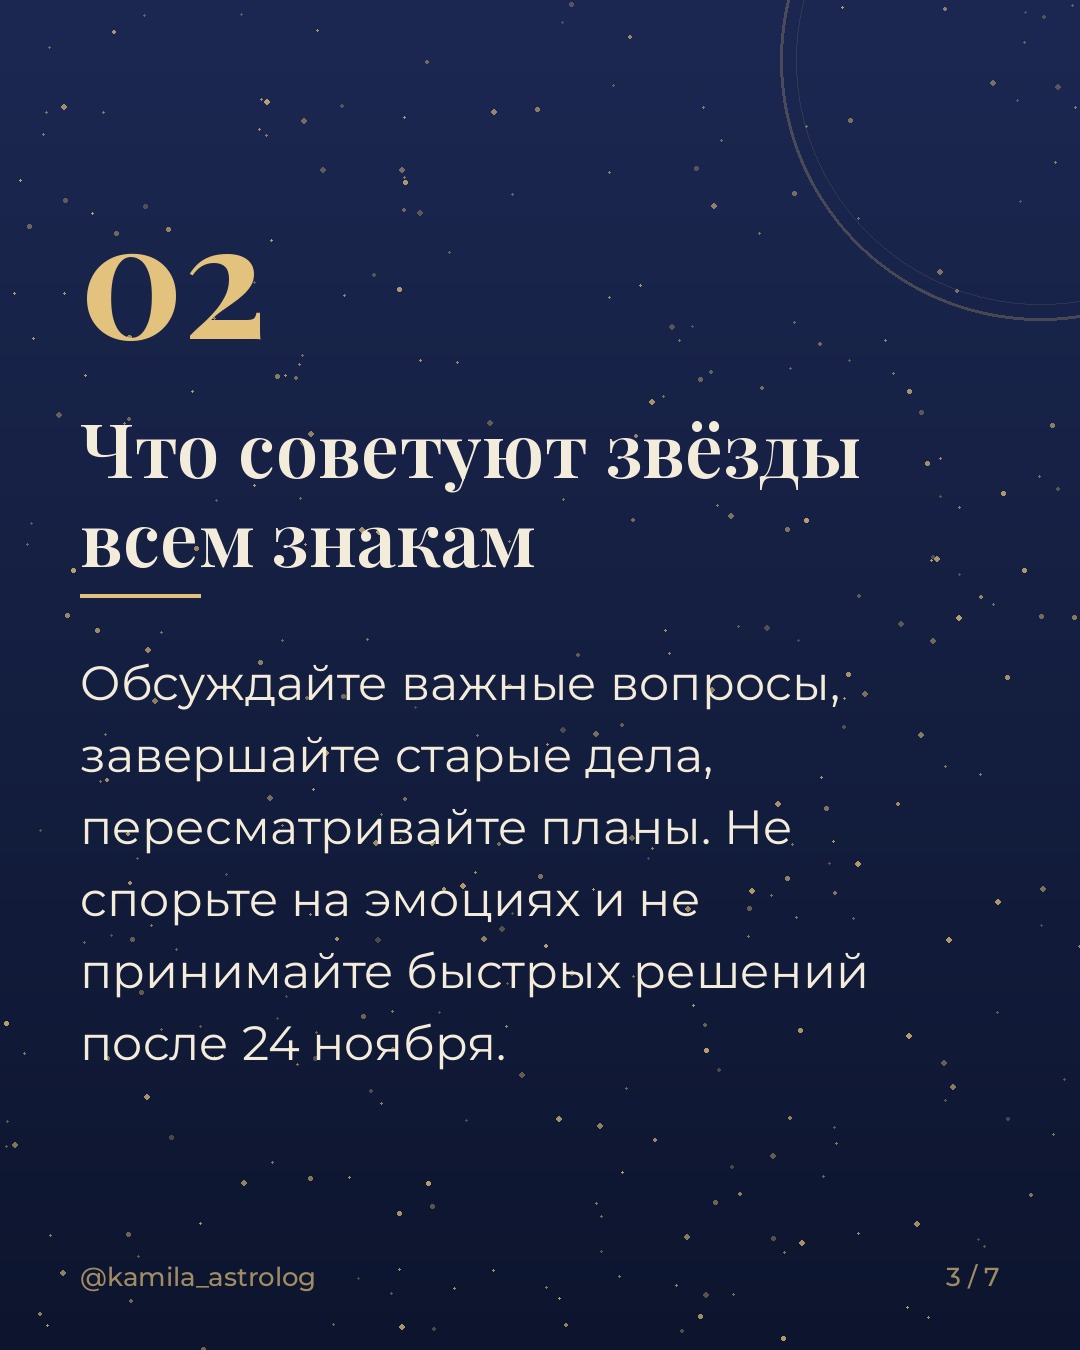 02
Что советуют звёзды
всем знакам
Обсуждайте важные вопросы,
завершайте старые дела,
пересматривайте планы. Не
спорьте на эмоциях и не
принимайте быстрых решений
после 24 ноября.
@kamila_astrolog
3 / 7